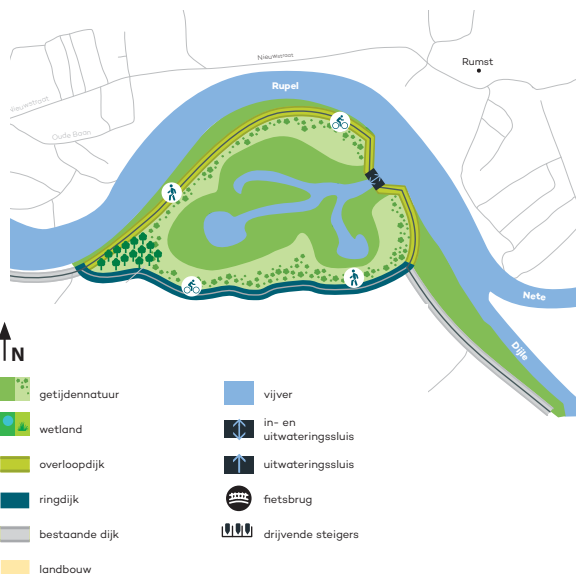 Nieuwstraat
Rumst
Rupel
Nieuwstraat
Oude Baan
Nete
Dijle
N
getijdennatuur
wetland
overloopdijk
ringdijk
bestaande dijk
landbouw
vijver
in- en
uitwateringssluis
uitwateringssluis
fietsbrug
drijvende steigers